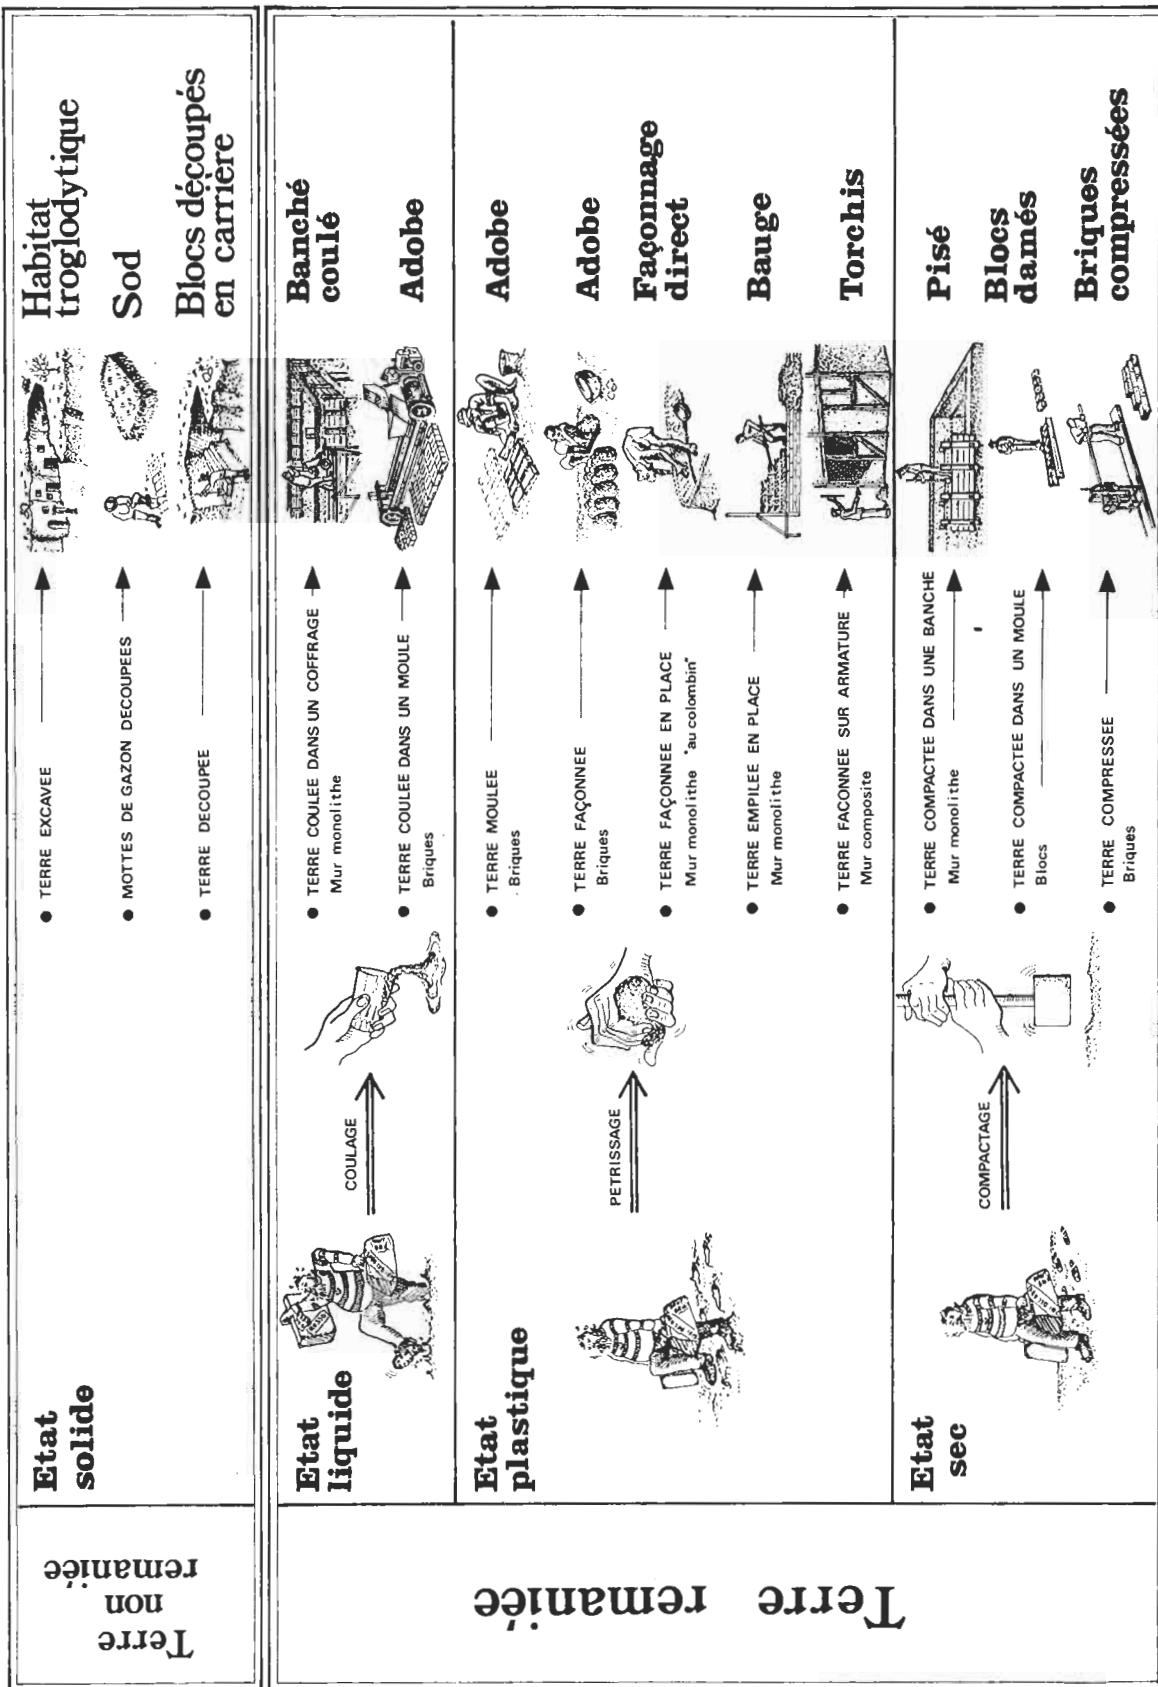 Terre
non
remaniée
Etat
solide
● TERRE EXCAVEE
Habitat
troglodytique
● MOTTES DE GAZON DECOUPEES
Sod
● TERRE DECOUPEE
Blocs découpés
en carrière
Terre remaniée
Etat
liquide
COULAGE
● TERRE COULEE DANS UN COFFRAGE
Mur monolithe
Banché
coulé
● TERRE COULEE DANS UN MOULE
Briques
Adobe
Etat
plastique
PETRISSAGE
● TERRE MOULEE
Briques
Adobe
● TERRE FAÇONNEE
Briques
Adobe
● TERRE FAÇONNEE EN PLACE
Mur monolithe "au colombin"
Façonnage
direct
● TERRE EMPILEE EN PLACE
Mur monolithe
Bauge
● TERRE FACONNEE SUR ARMATURE
Mur composite
Torchis
Etat
sec
COMPACTAGE
● TERRE COMPACTEE DANS UNE BANCHE
Mur monolithe
Pisé
● TERRE COMPACTEE DANS UN MOULE
Blocs
Blocs
damés
● TERRE COMPRESSEE
Briques
Briques
compressées